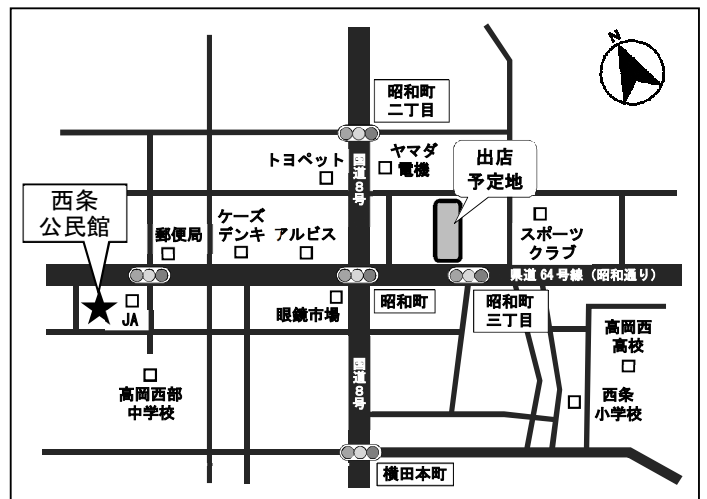 N
昭和町
二丁目
国道8号
トヨペット
ヤマダ
電機
出店
予定地
西条
公民館
郵便局
ケーズ
デンキ
アルビス
スポーツ
クラブ
県道64号線（昭和通り）
JA
眼鏡市場
昭和町
昭和町
三丁目
高岡西
高校
国道8号
高岡西部
中学校
西条
小学校
横田本町